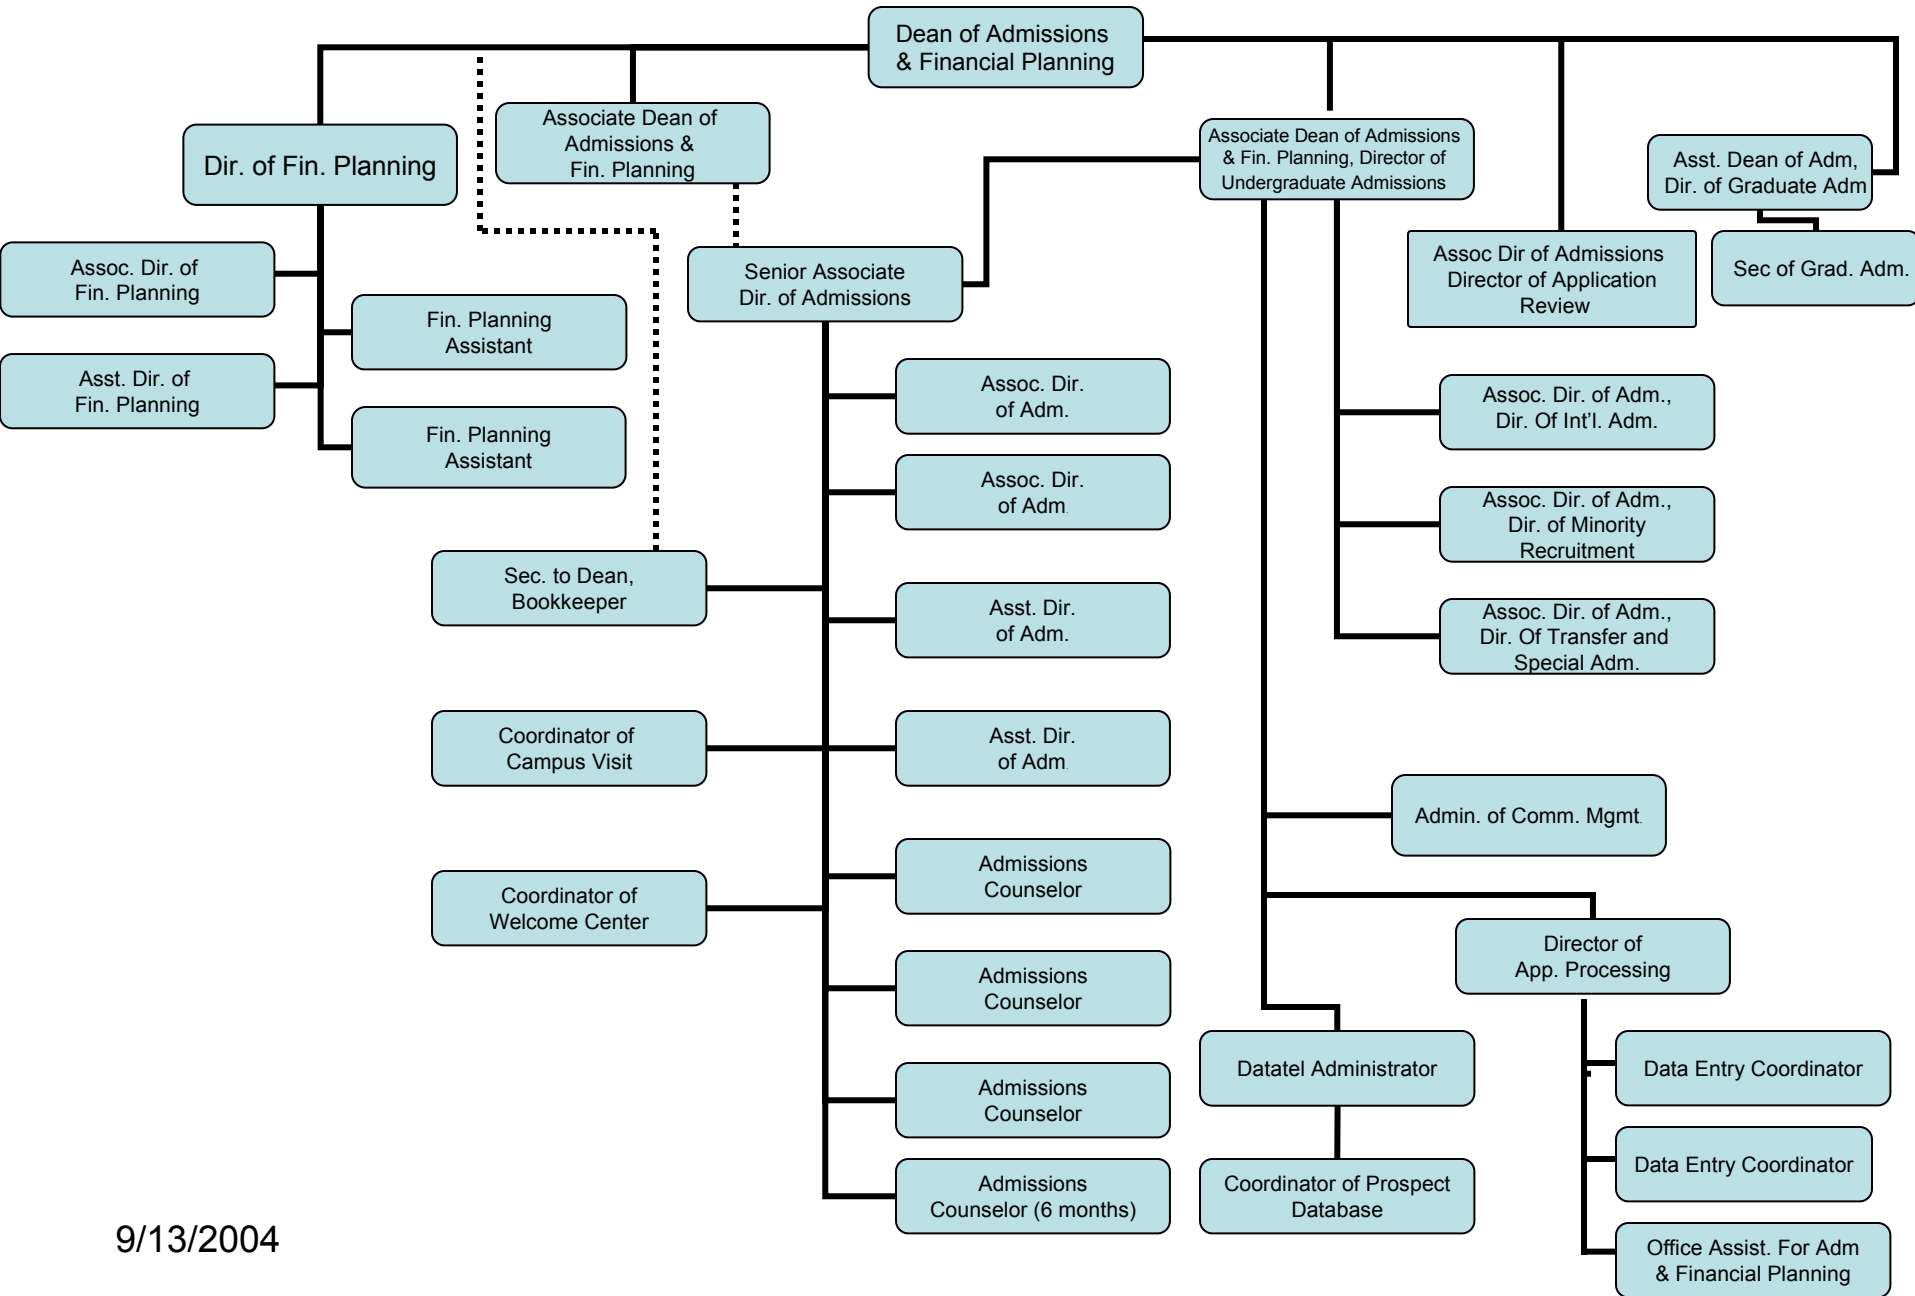 Dean of Admissions
& Financial Planning
Dir. of Fin. Planning
Associate Dean of
Admissions &
Fin. Planning
Associate Dean of Admissions
& Fin. Planning, Director of
Undergraduate Admissions
Asst. Dean of Adm,
Dir. of Graduate Adm
Assoc. Dir. of
Fin. Planning
Senior Associate
Dir. of Admissions
Assoc Dir of Admissions
Director of Application
Review
Sec of Grad. Adm.
Fin. Planning
Assistant
Asst. Dir. of
Fin. Planning
Fin. Planning
Assistant
Assoc. Dir.
of Adm.
Assoc. Dir. of Adm.,
Dir. Of Int'l. Adm.
Assoc. Dir.
of Adm.
Assoc. Dir. of Adm.,
Dir. of Minority
Recruitment
Sec. to Dean,
Bookkeeper
Asst. Dir.
of Adm.
Assoc. Dir. of Adm.,
Dir. Of Transfer and
Special Adm.
Coordinator of
Campus Visit
Asst. Dir.
of Adm.
Admin. of Comm. Mgmt.
Coordinator of
Welcome Center
Admissions
Counselor
Director of
App. Processing
Admissions
Counselor
Admissions
Counselor
Datatel Administrator
Data Entry Coordinator
Data Entry Coordinator
Admissions
Counselor (6 months)
Coordinator of Prospect
Database
Office Assist. For Adm
& Financial Planning
9/13/2004